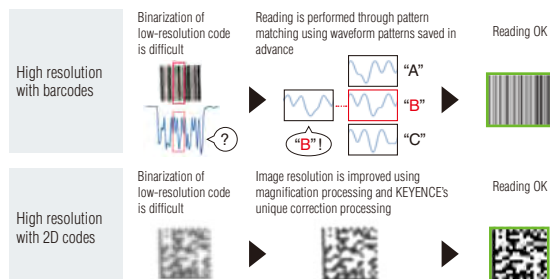 High resolution
with barcodes
Binarization of
low-resolution code
is difficult
?
Reading is performed through pattern
matching using waveform patterns saved in
advance
"A"
"B"
"C"
"B"!
Reading OK
High resolution
with 2D codes
Binarization of
low-resolution code
is difficult
Image resolution is improved using
magnification processing and KEYENCE's
unique correction processing
Reading OK